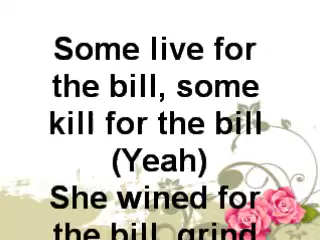 Some live for
the bill, some
kill for the bill
(Yeah)
She wined for
the bill, grind